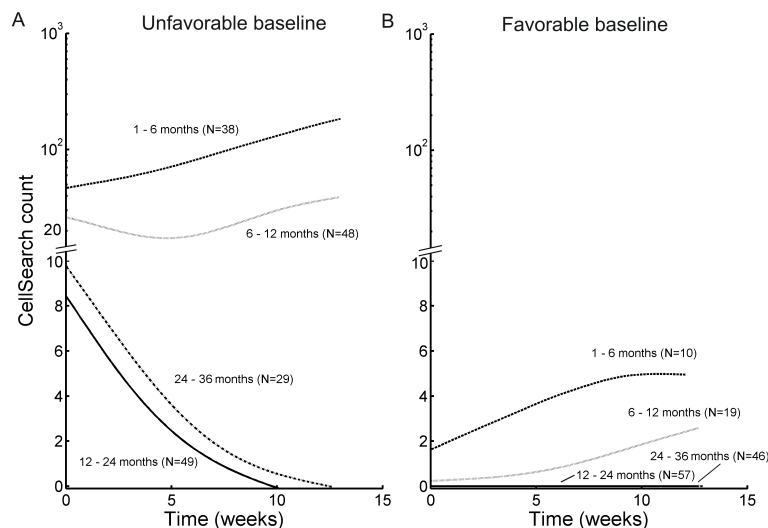 A
Unfavorable baseline
10³
10²
20
10
8
6
4
2
0
CellSearch count
1 - 6 months (N=38)
6 - 12 months (N=48)
24 - 36 months (N=29)
12 - 24 months (N=49)
0 5 10 15
Time (weeks)
B
Favorable baseline
10³
10²
10
8
6
4
2
0
1 - 6 months (N=10)
6 - 12 months (N=19)
24 - 36 months (N=46)
12 - 24 months (N=57)
0 5 10 15
Time (weeks)